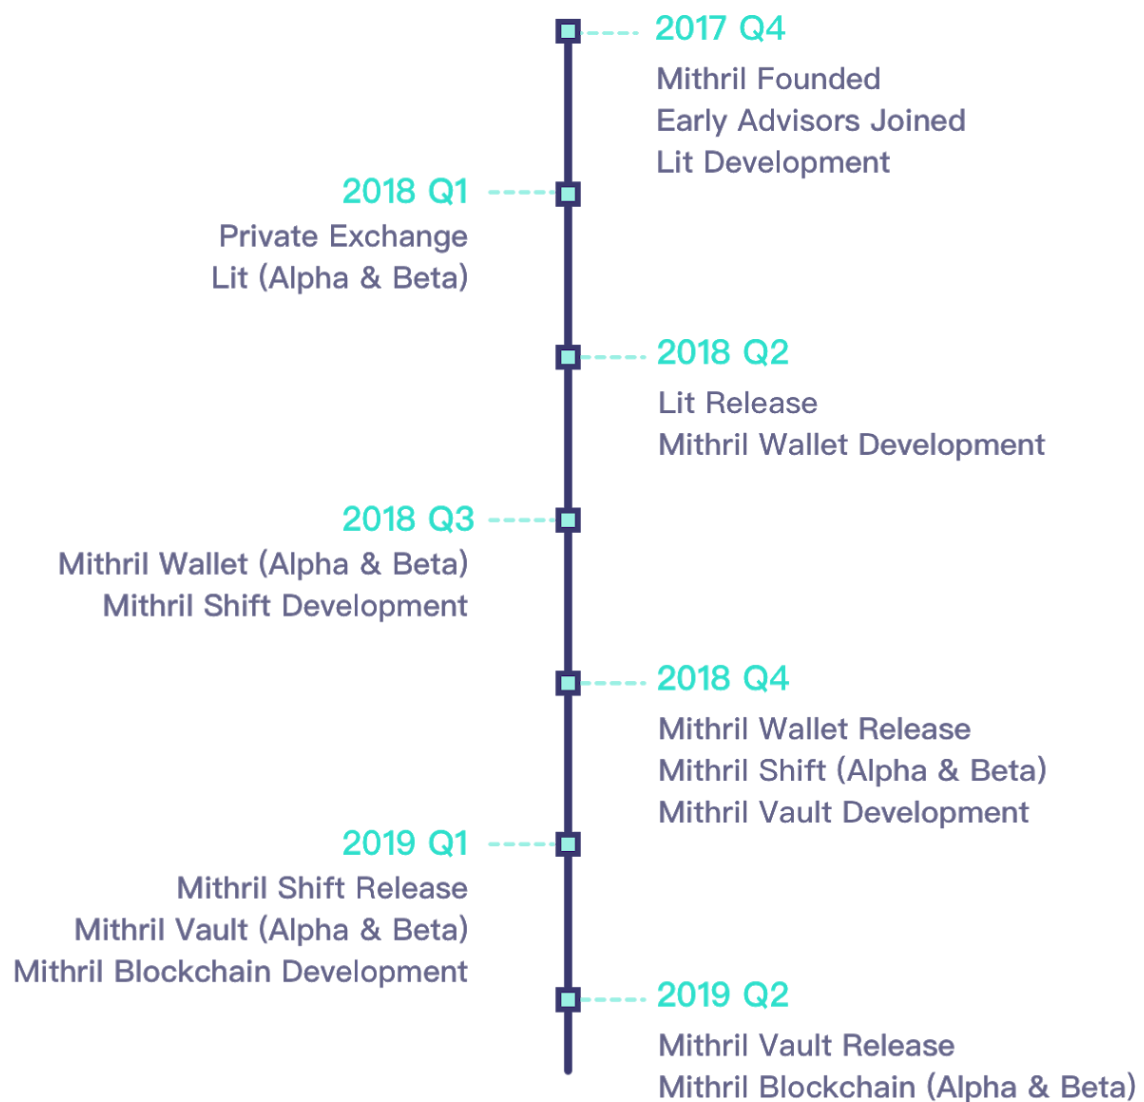 2017 Q4
Mithril Founded
Early Advisors Joined
Lit Development
2018 Q1
Private Exchange
Lit (Alpha & Beta)
2018 Q2
Lit Release
Mithril Wallet Development
2018 Q3
Mithril Wallet (Alpha & Beta)
Mithril Shift Development
2018 Q4
Mithril Wallet Release
Mithril Shift (Alpha & Beta)
Mithril Vault Development
2019 Q1
Mithril Shift Release
Mithril Vault (Alpha & Beta)
Mithril Blockchain Development
2019 Q2
Mithril Vault Release
Mithril Blockchain (Alpha & Beta)